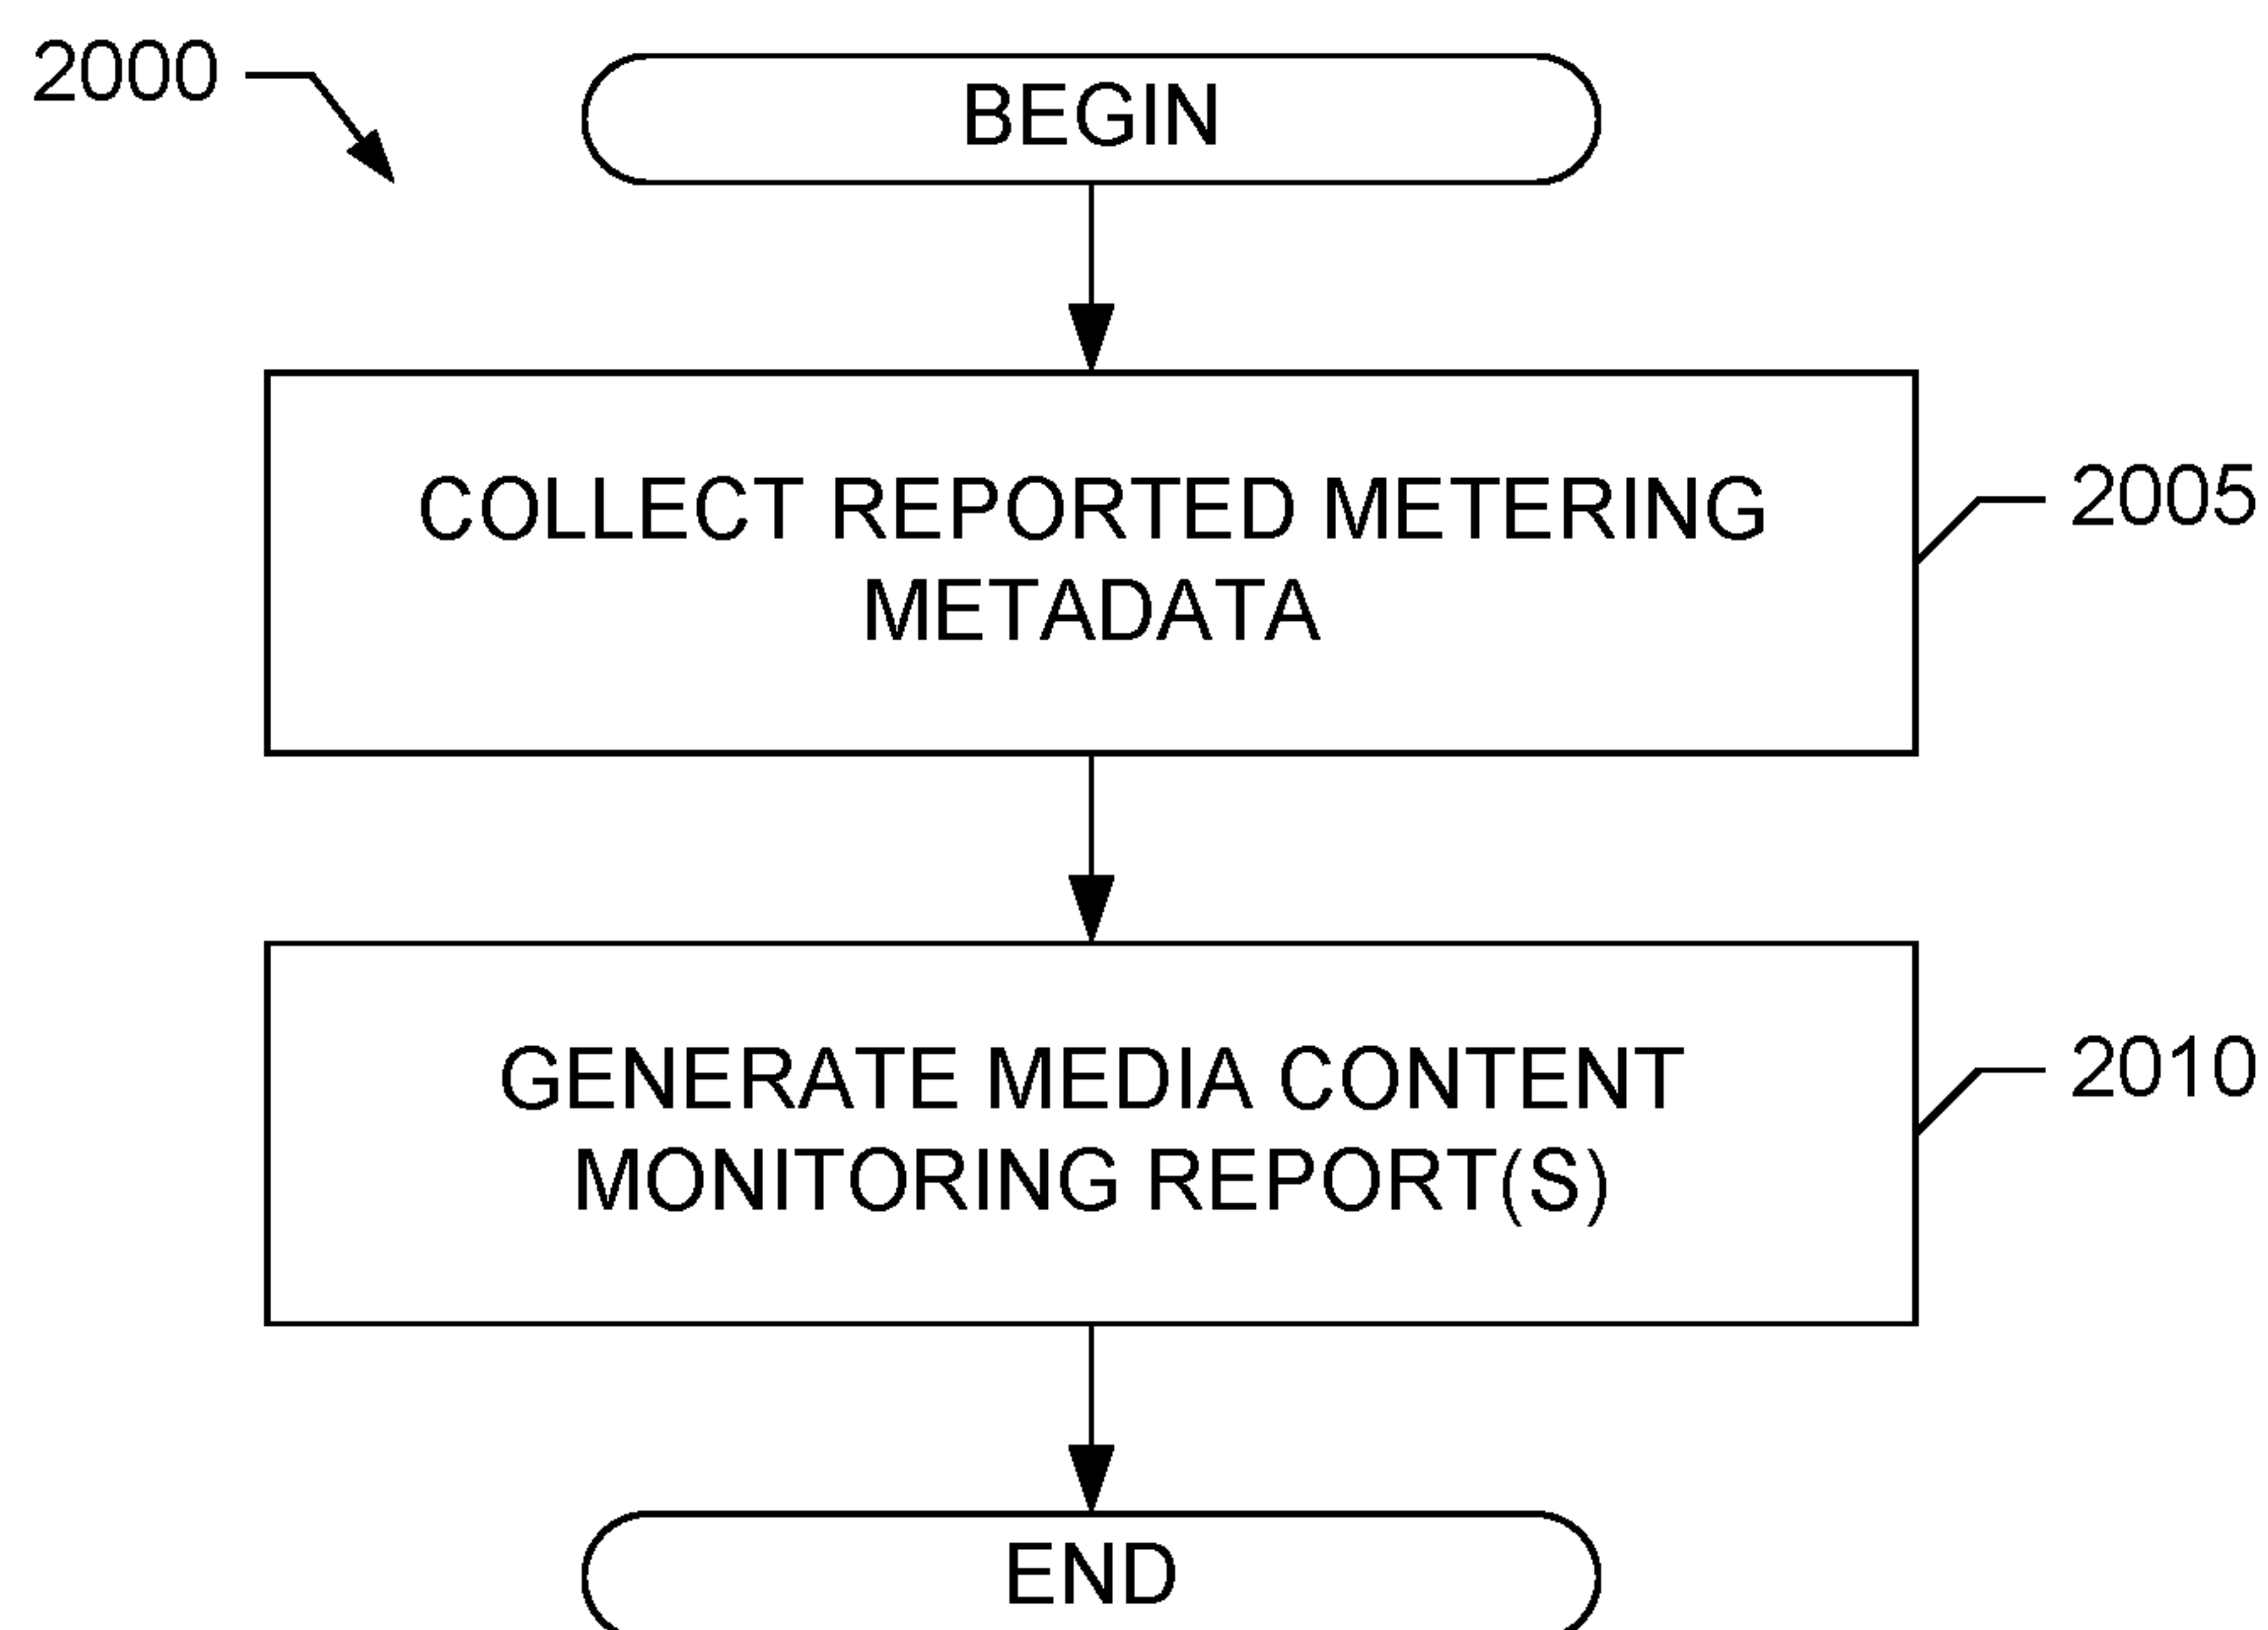 2000
BEGIN
COLLECT REPORTED METERING
METADATA
2005
GENERATE MEDIA CONTENT
MONITORING REPORT(S)
2010
END